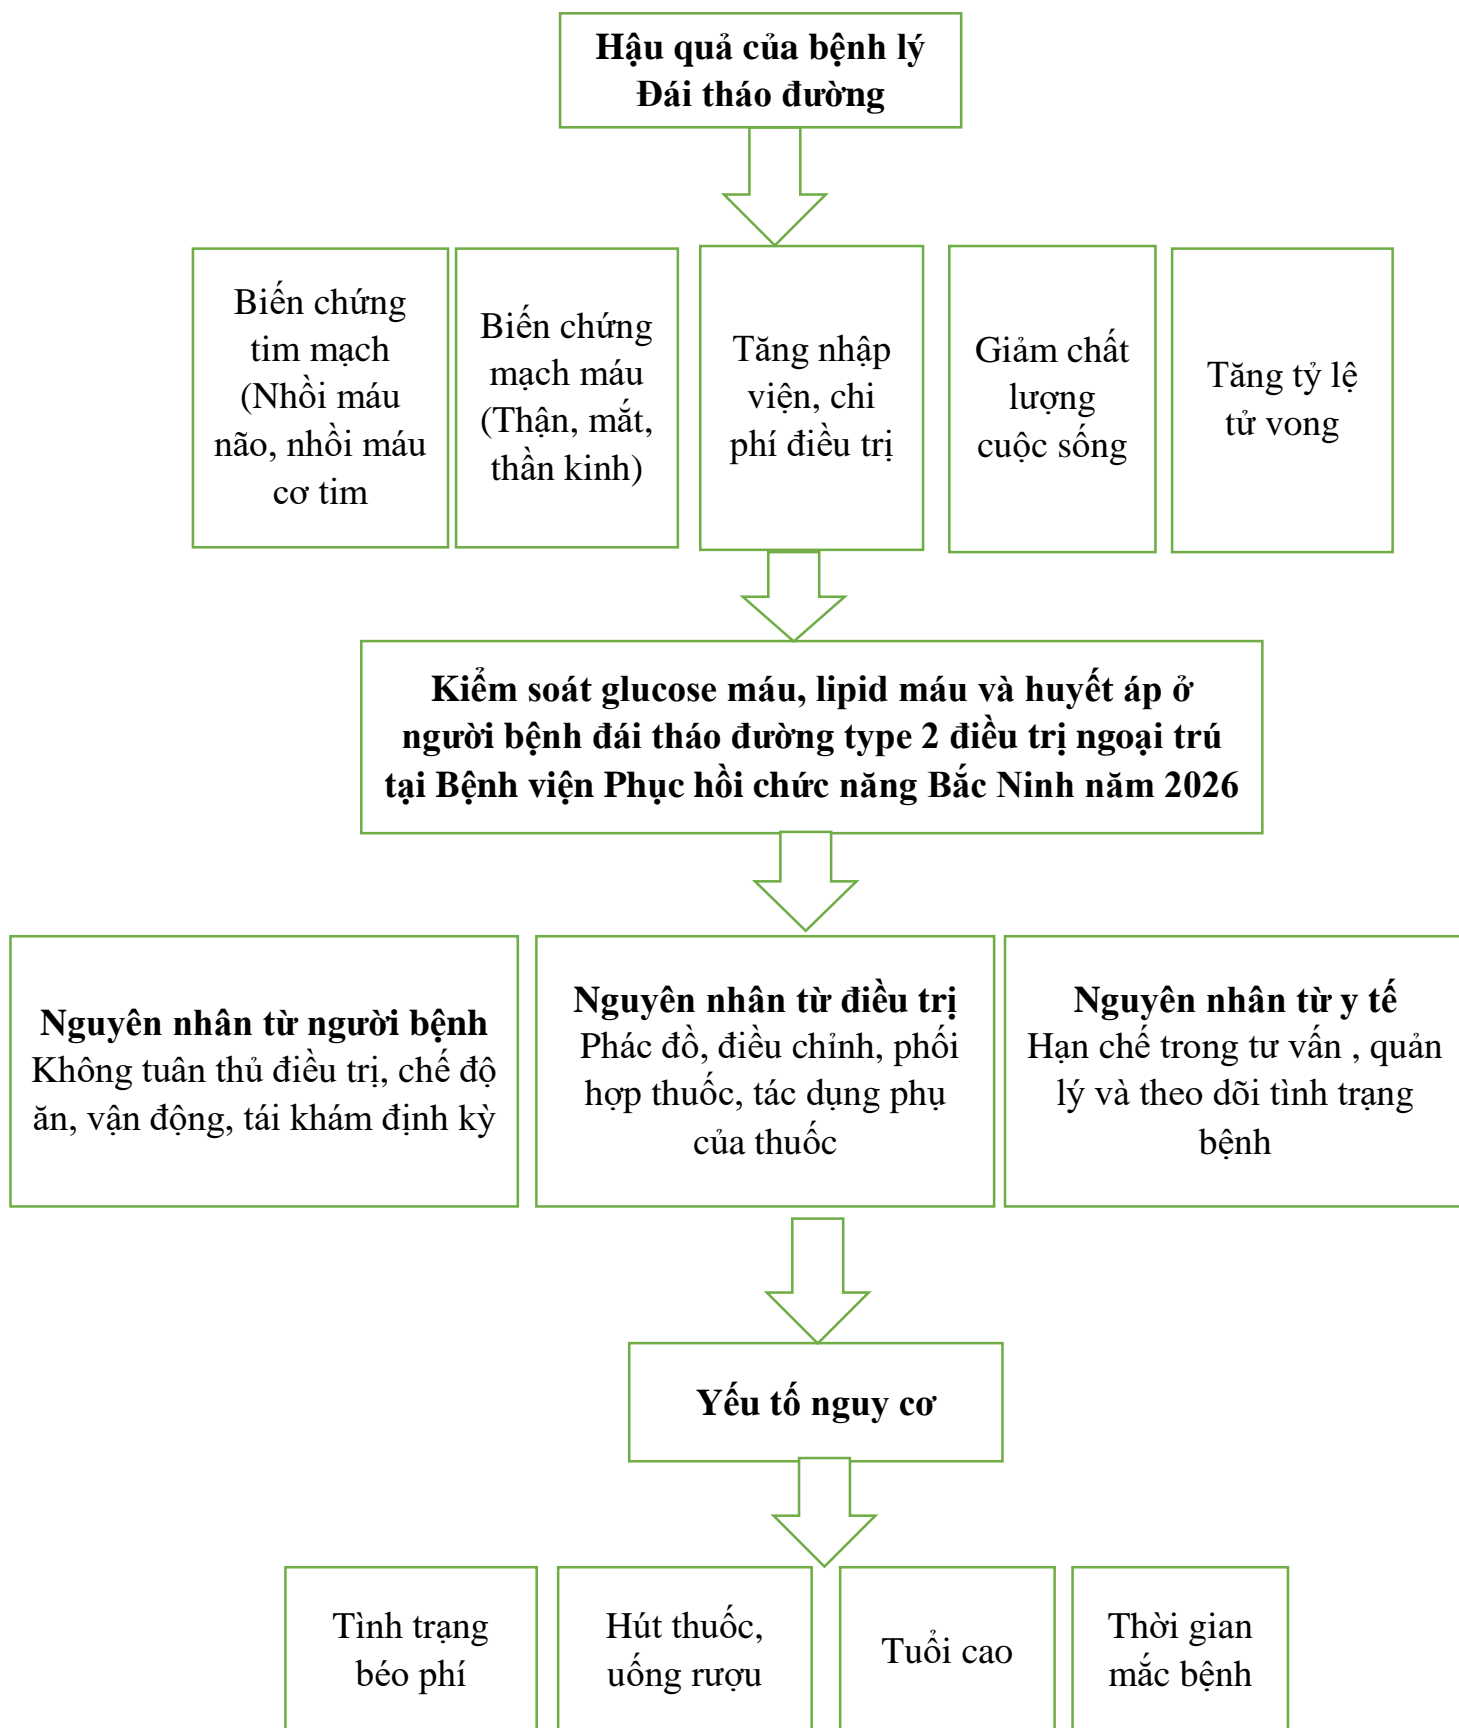 Hậu quả của bệnh lý
Đái tháo đường
Biến chứng
tim mạch
(Nhồi máu
não, nhồi máu
cơ tim
Biến chứng
mạch máu
(Thận, mắt,
thần kinh)
Tăng nhập
viện, chi
phí điều trị
Giảm chất
lượng
cuộc sống
Tăng tỷ lệ
tử vong
Kiểm soát glucose máu, lipid máu và huyết áp ở
người bệnh đái tháo đường type 2 điều trị ngoại trú
tại Bệnh viện Phục hồi chức năng Bắc Ninh năm 2026
Nguyên nhân từ người bệnh
Không tuân thủ điều trị, chế độ
ăn, vận động, tái khám định kỳ
Nguyên nhân từ điều trị
Phác đồ, điều chỉnh, phối
hợp thuốc, tác dụng phụ
của thuốc
Nguyên nhân từ y tế
Hạn chế trong tư vấn , quản
lý và theo dõi tình trạng
bệnh
Yếu tố nguy cơ
Tình trạng
béo phí
Hút thuốc,
uống rượu
Tuổi cao
Thời gian
mắc bệnh